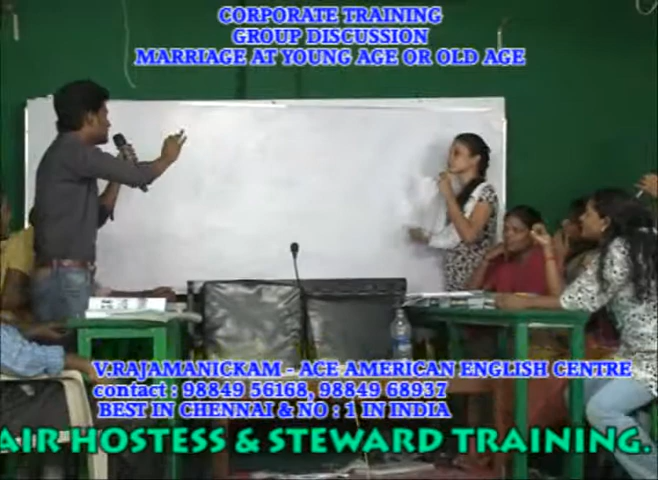 CORPORATE TRAINING
GROUP DISCUSSION
MARRIAGE AT YOUNG AGE OR OLD AGE
V.RAJAMANICKAM - ACE AMERICAN ENGLISH CENTRE
contact : 98849 56168, 98849 68937
BEST IN CHENNAI & NO : 1 IN INDIA
AIR HOSTESS & STEWARD TRAINING.